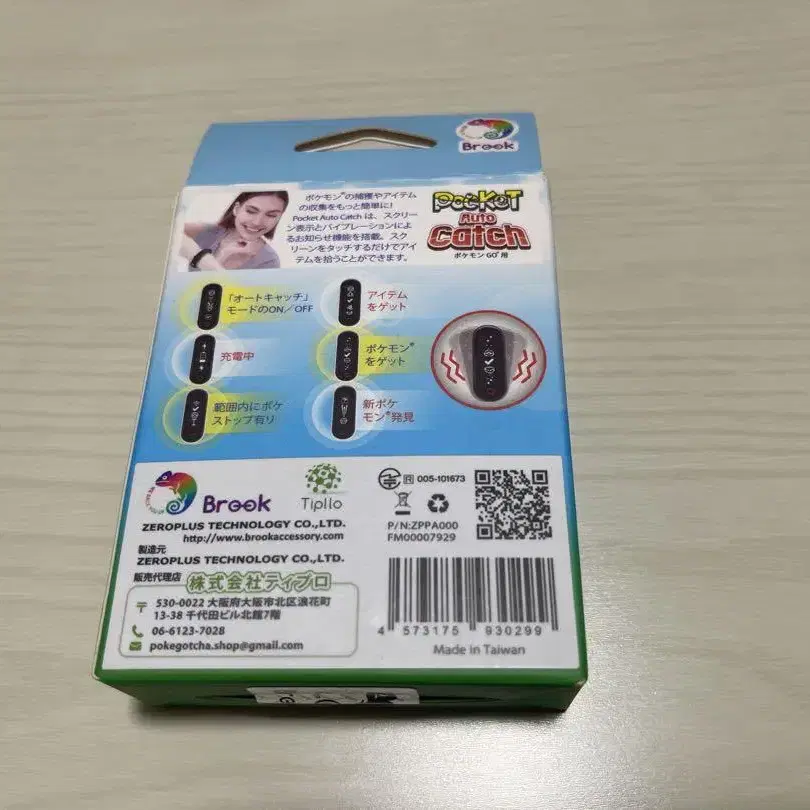 Brook
ポケモン®の捕獲やアイテム
の収集をもっと簡単に!
Pocket Auto Catch は、スクリー
ン表示とバイブレーションによ
るお知らせ機能を搭載。スク
リーンをタッチするだけでアイ
テムを拾うことができます。
PocKeT
Auto
Catch
ポケモン GO®用
「オートキャッチ」
モードのON/OFF
アイテム
をゲット
充電中
ポケモン®
をゲット
範囲内にポケ
ストップ有リ
新ポケ
モン®発見
Brook
Tipllo
ZEROPLUS TECHNOLOGY CO.,LTD.
http://www.brookaccessory.com
製造元
ZEROPLUS TECHNOLOGY CO.,LTD.
販売代理店
株式会社ティプロ
〒 530-0022 大阪府大阪市北区浪花町
13-38 千代田ビル北館7階
06-6123-7028
pokegotcha.shop@gmail.com
R 005-101673
P/N:ZPPA000
FM00007929
4 573175 930299
Made in Taiwan